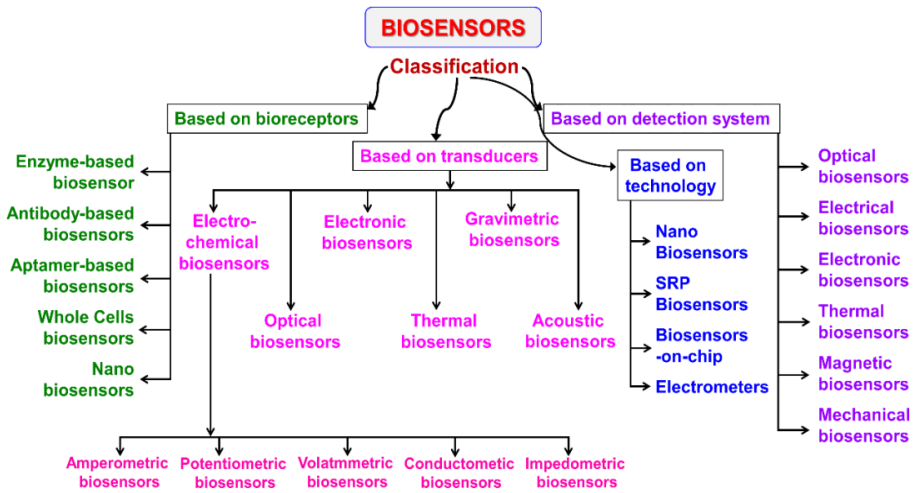 BIOSENSORS
Classification
Based on bioreceptors
Enzyme-based
biosensor
Antibody-based
biosensors
Aptamer-based
biosensors
Whole Cells
biosensors
Nano
biosensors
Based on transducers
Electro-
chemical
biosensors
Optical
biosensors
Electronic
biosensors
Thermal
biosensors
Gravimetric
biosensors
Acoustic
biosensors
Amperometric
biosensors
Potentiometric
biosensors
Volatmmetric
biosensors
Conductometic
biosensors
Impedometric
biosensors
Based on
technology
Nano
Biosensors
SRP
Biosensors
Biosensors
-on-chip
Electrometers
Based on detection system
Optical
biosensors
Electrical
biosensors
Electronic
biosensors
Thermal
biosensors
Magnetic
biosensors
Mechanical
biosensors